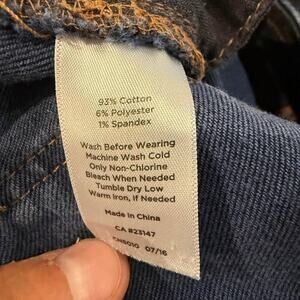 93% Cotton
6% Polyester
1% Spandex
Wash Before Wearing
Machine Wash Cold
Only Non-Chlorine
Bleach When Needed
Tumble Dry Low
Warm Iron, if Needed
Made in China
CA #23147
07/16